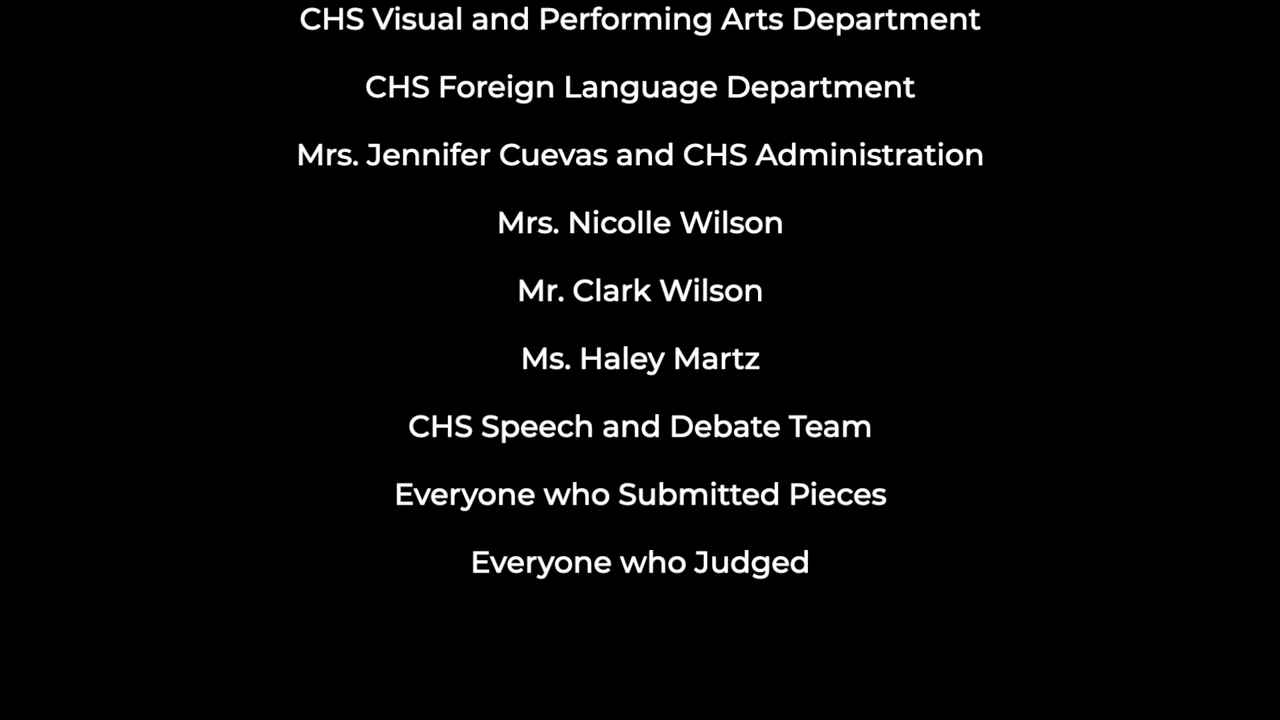 CHS Visual and Performing Arts Department
CHS Foreign Language Department
Mrs. Jennifer Cuevas and CHS Administration
Mrs. Nicolle Wilson
Mr. Clark Wilson
Ms. Haley Martz
CHS Speech and Debate Team
Everyone who Submitted Pieces
Everyone who Judged